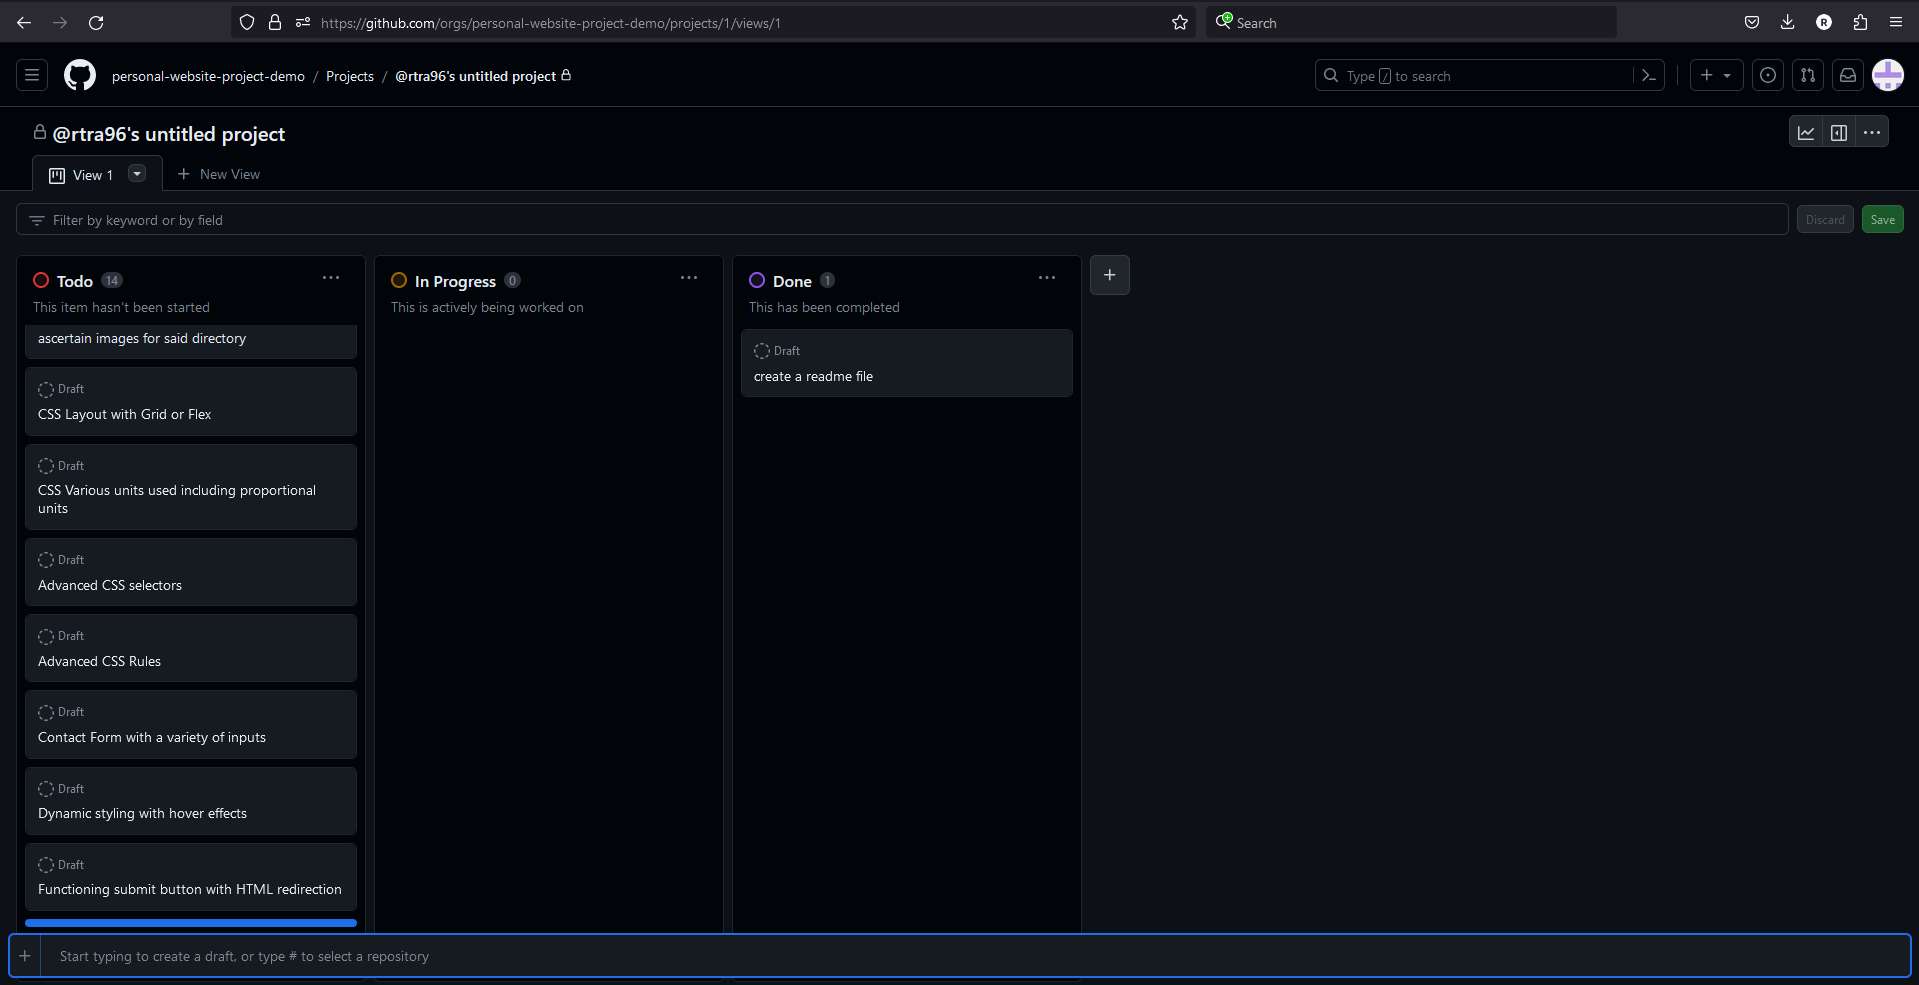 https://github.com/orgs/personal-website-project-demo/projects/1/views/1
Search
R
personal-website-project-demo / Projects / @rtra96's untitled project
Type / to search
@rtra96's untitled project
View 1
New View
Filter by keyword or by field
Discard
Save
Todo 14
This item hasn't been started
ascertain images for said directory
Draft
CSS Layout with Grid or Flex
Draft
CSS Various units used including proportional
units
Draft
Advanced CSS selectors
Draft
Advanced CSS Rules
Draft
Contact Form with a variety of inputs
Draft
Dynamic styling with hover effects
Draft
Functioning submit button with HTML redirection
In Progress 0
This is actively being worked on
Done 1
This has been completed
Draft
create a readme file
Start typing to create a draft, or type # to select a repository